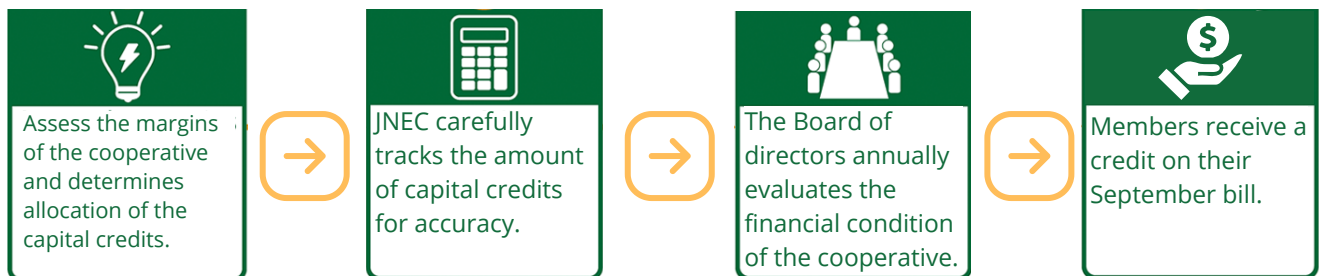 Assess the margins
of the cooperative
and determines
allocation of the
capital credits.
JNEC carefully
tracks the amount
of capital credits
for accuracy.
The Board of
directors annually
evaluates the
financial condition
of the cooperative.
$
Members receive a
credit on their
September bill.